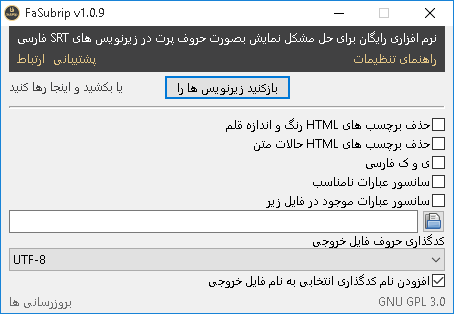 FaSubrip v1.0.9
نرم افزاری رایگان برای حل مشکل نمایش بصورت حروف پرت در زیرنویس های SRT فارسی
راهنمای تنظیمات پشتیبانی ارتباط
بازکنید زیرنویس ها را یا بکشید و اینجا رها کنید
حذف برچسب های HTML رنگ و اندازه قلم
حذف برچسب های HTML حالات متن
ی و ک فارسی
سانسور عبارات نامناسب
سانسور عبارات موجود در فایل زیر
کدگذاری حروف فایل خروجی
UTF-8
افزودن نام کدگذاری انتخابی به نام فایل خروجی
بروزرسانی ها GNU GPL 3.0